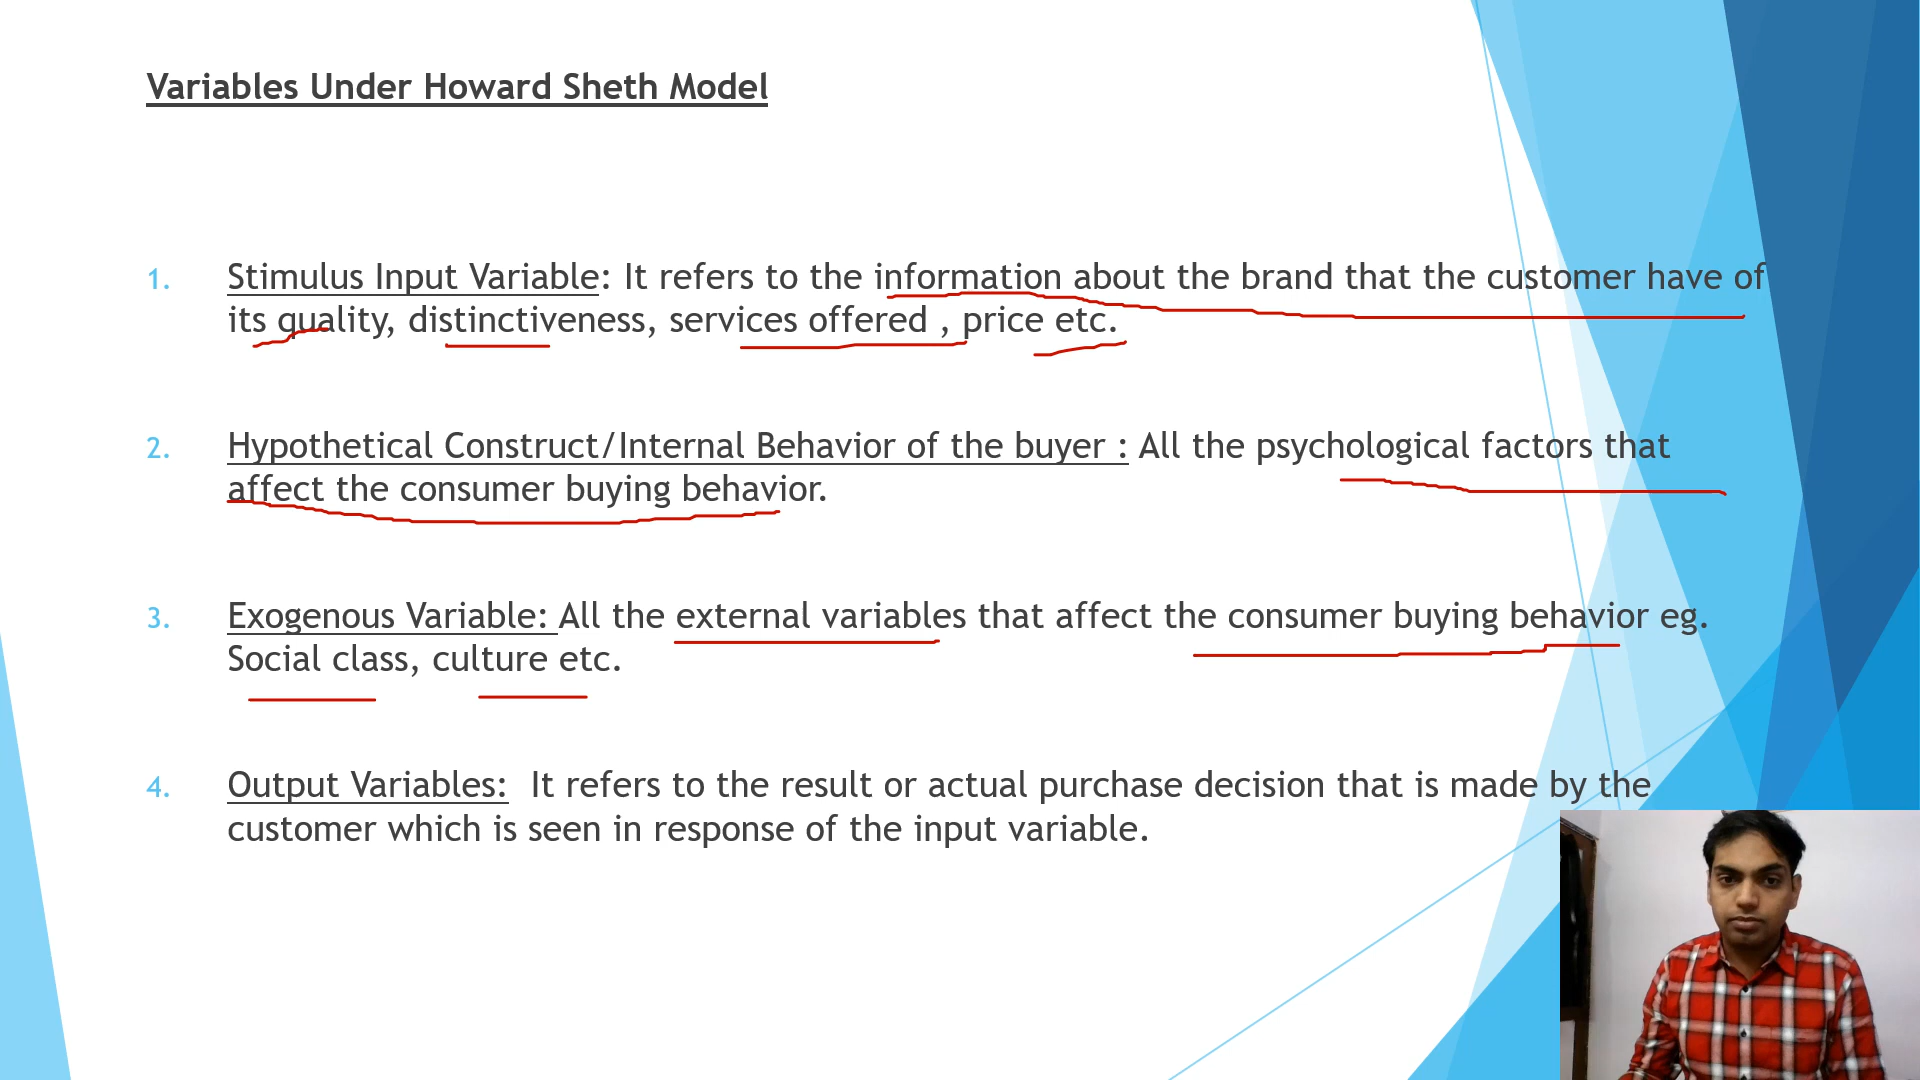 Variables Under Howard Sheth Model
1. Stimulus Input Variable: It refers to the information about the brand that the customer have of
its quality, distinctiveness, services offered , price etc.
2. Hypothetical Construct/Internal Behavior of the buyer : All the psychological factors that
affect the consumer buying behavior.
3. Exogenous Variable: All the external variables that affect the consumer buying behavior eg.
Social class, culture etc.
4. Output Variables:  It refers to the result or actual purchase decision that is made by the
customer which is seen in response of the input variable.